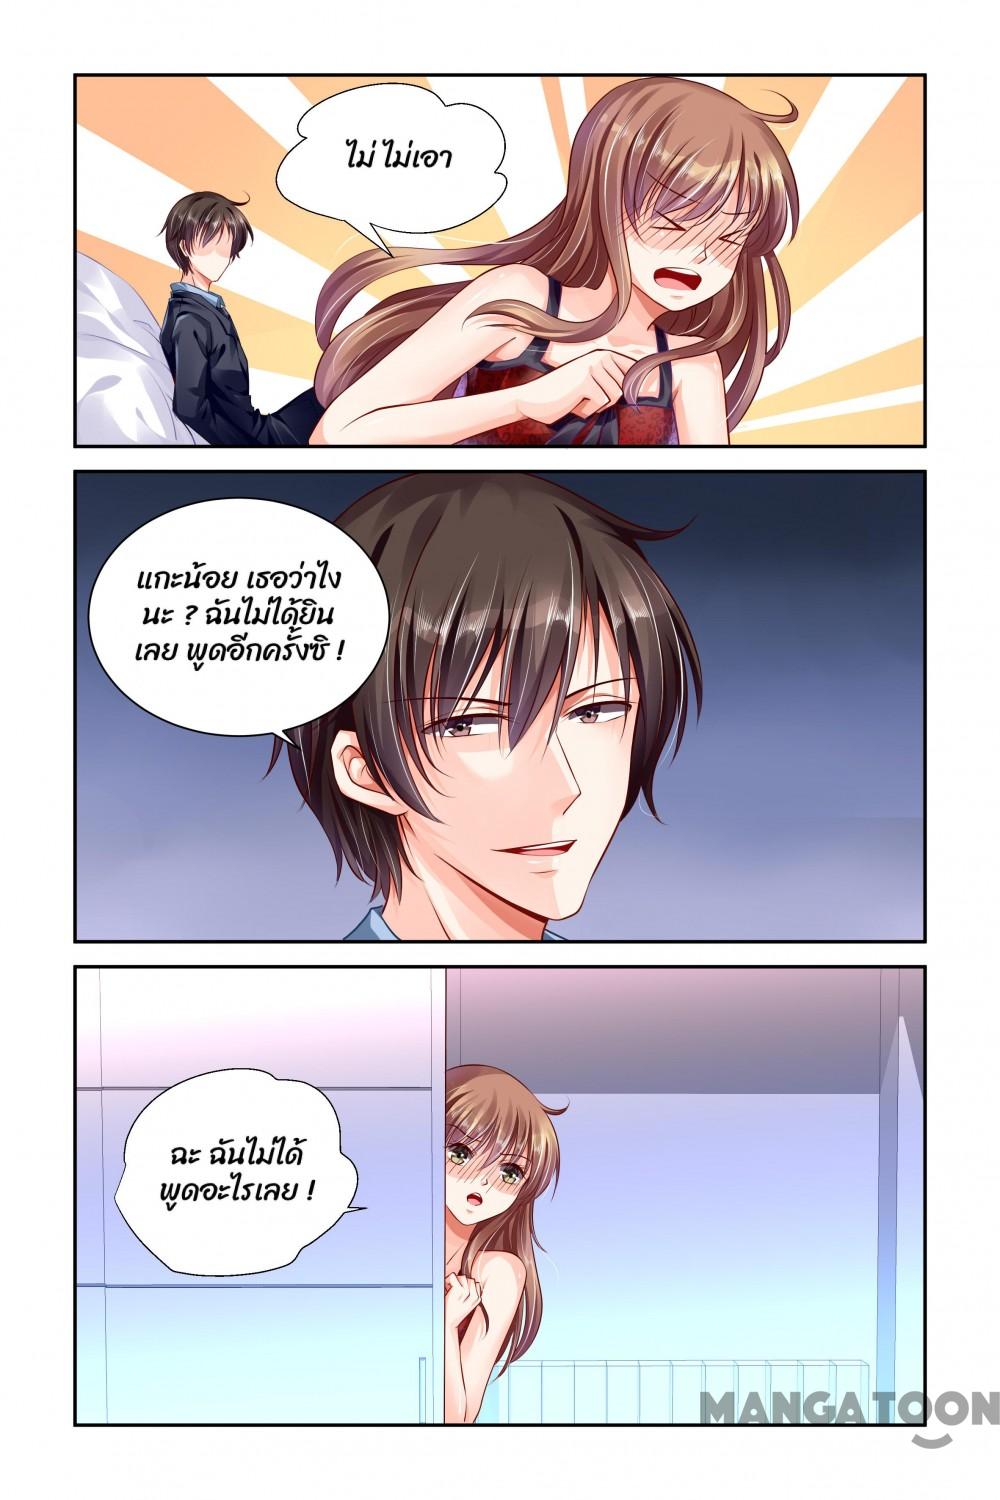 ไม่ ไม่เอา
แกะน้อย เธอว่าไง
นะ ? ฉันไม่ได้ยิน
เลย พูดอีกครั้งซิ !
ฉะ ฉันไม่ได้
พูดอะไรเลย !
MANGATOON